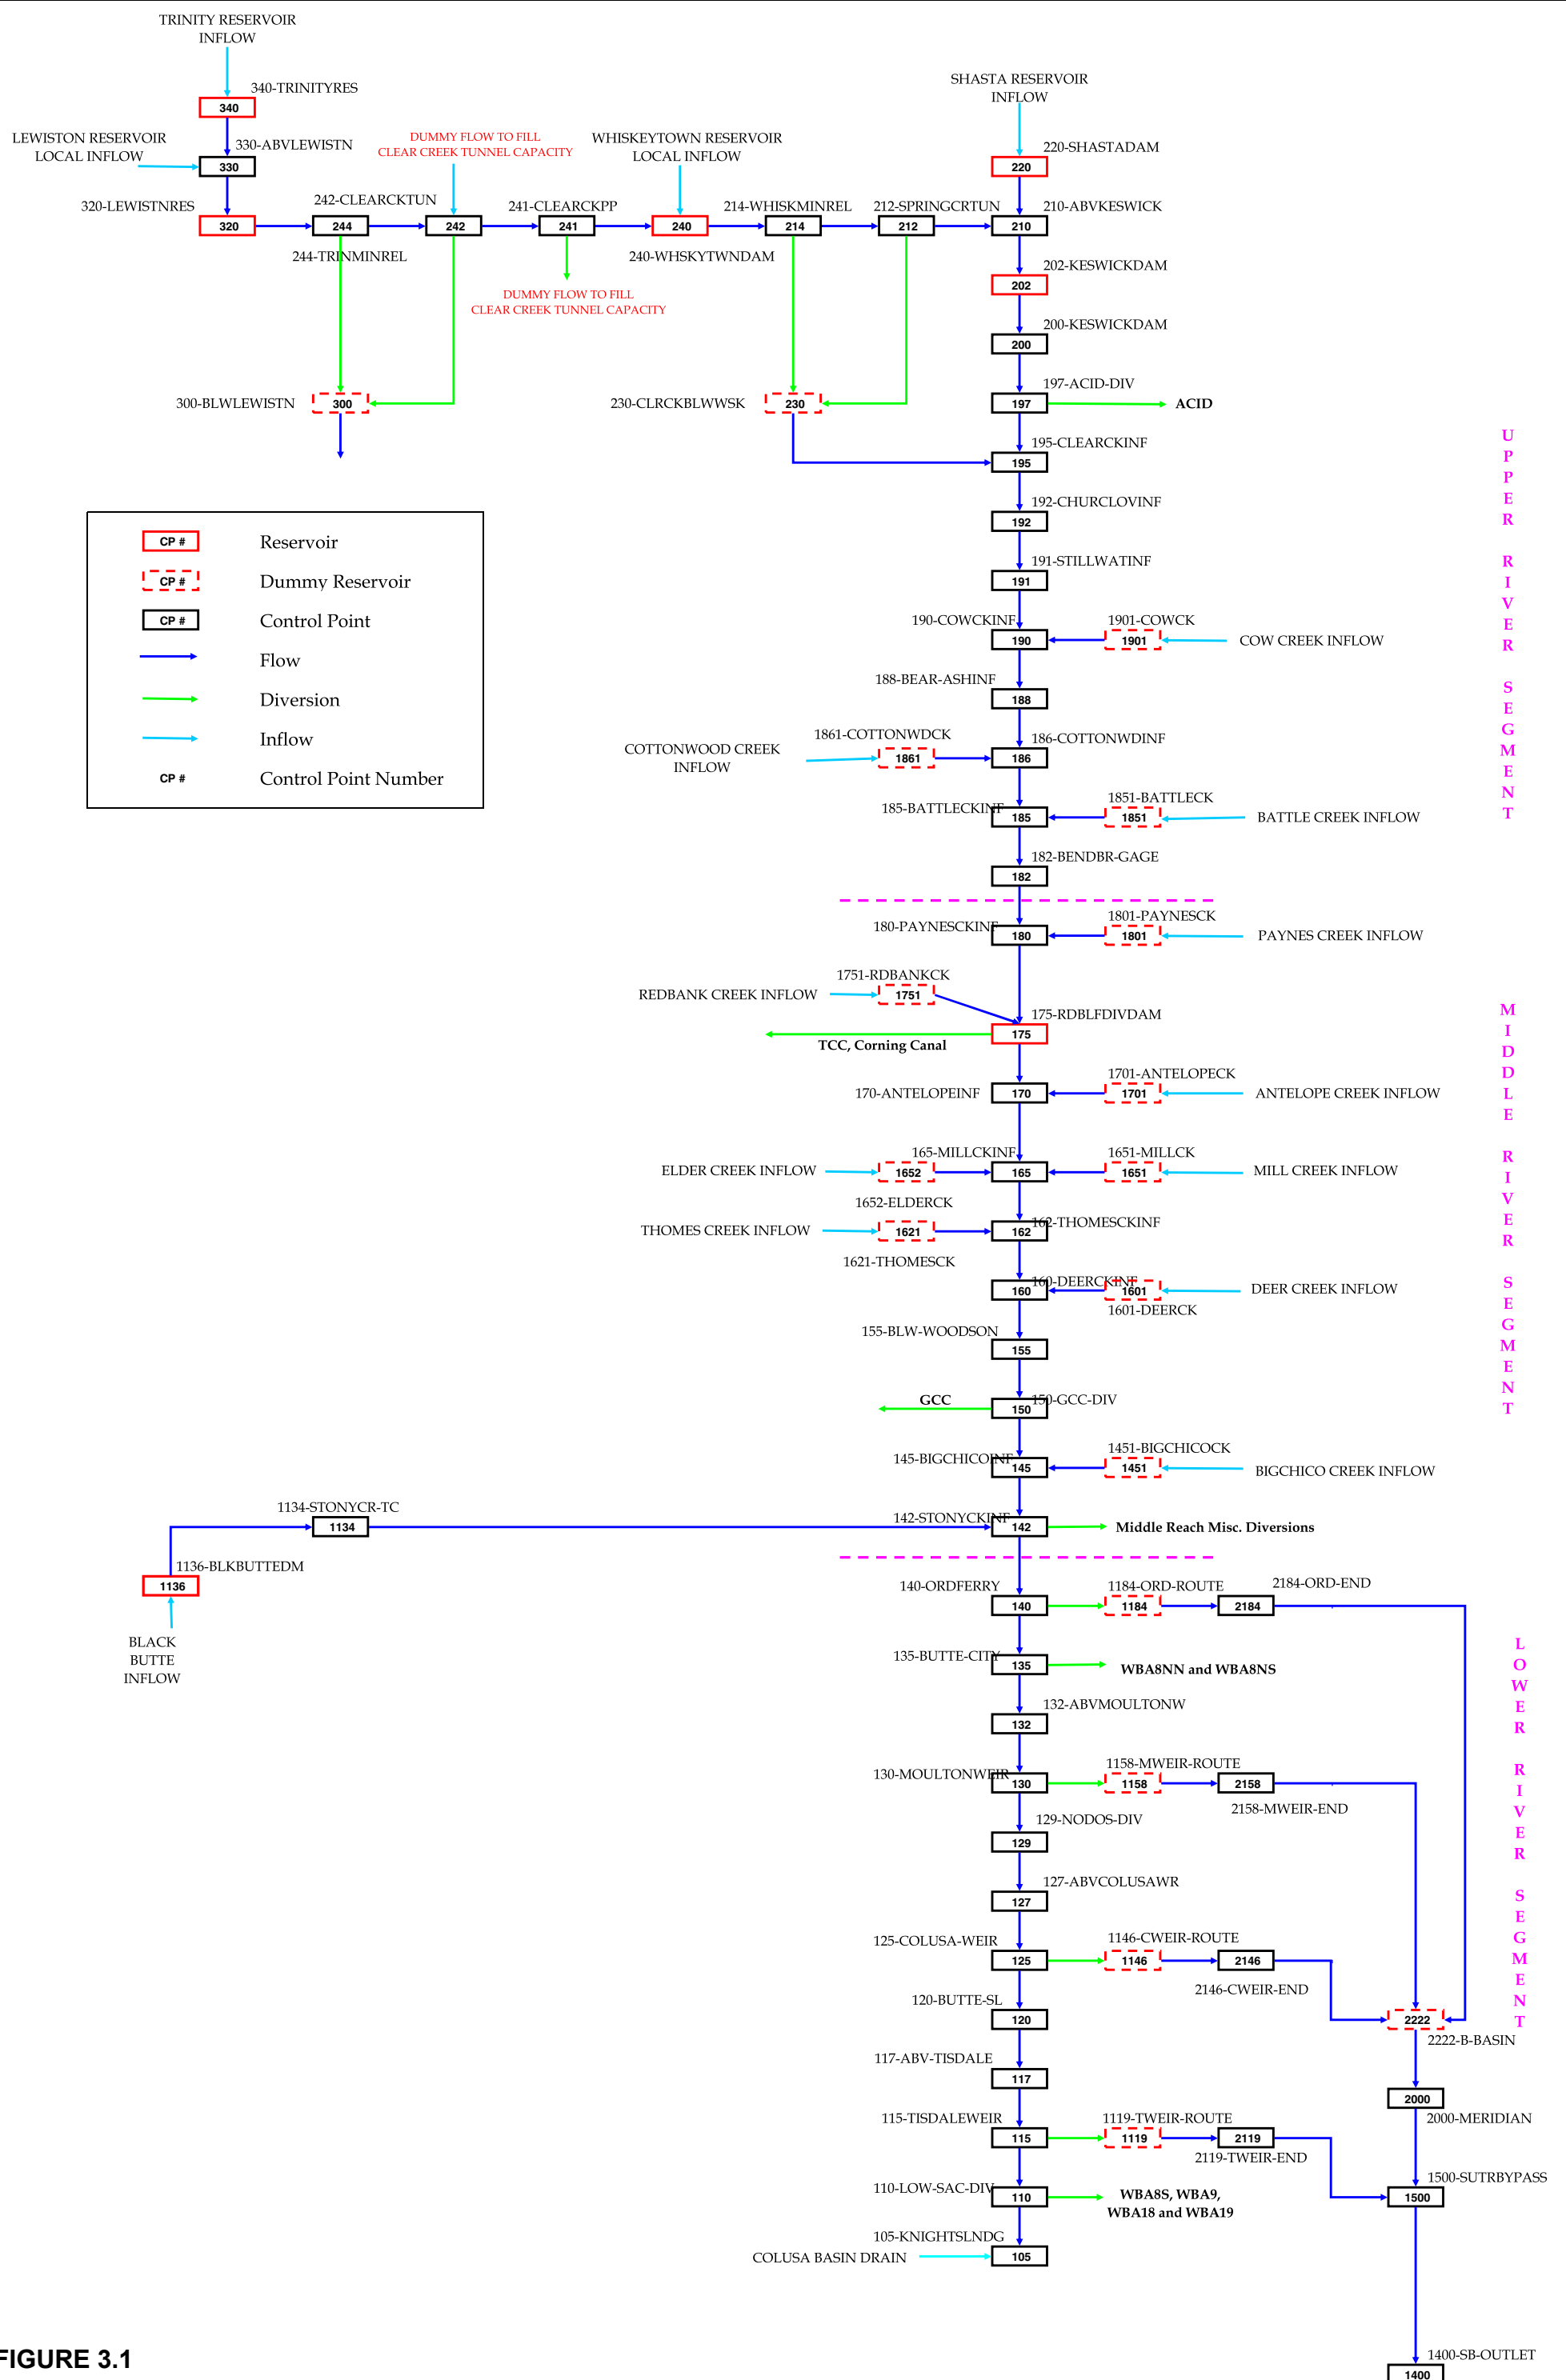 TRINITY RESERVOIR
INFLOW
340-TRINITYRES
340
LEWISTON RESERVOIR
LOCAL INFLOW
330-ABVLEWISTN
330
DUMMY FLOW TO FILL
CLEAR CREEK TUNNEL CAPACITY
WHISKEYTOWN RESERVOIR
LOCAL INFLOW
SHASTA RESERVOIR
INFLOW
220-SHASTADAM
220
320-LEWISTNRES
320
242-CLEARCKTUN
244
244-TRINMINREL
242
241-CLEARCKPP
241
240
240-WHSKYTWNDAM
214-WHISKMINREL
214
212-SPRINGCRTUN
212
210-ABVKESWICK
210
DUMMY FLOW TO FILL
CLEAR CREEK TUNNEL CAPACITY
202-KESWICKDAM
202
200-KESWICKDAM
200
300-BLWLEWISTN
300
230-CLRCKBLWWSK
230
197-ACID-DIV
197
ACID
195-CLEARCKINF
195
192-CHURCLOVINF
192
191-STILLWATINF
191
190-COWCKINF
190
1901-COWCK
1901
COW CREEK INFLOW
188-BEAR-ASHINF
188
COTTONWOOD CREEK
INFLOW
1861-COTTONWDCK
1861
186-COTTONWDINF
186
185-BATTLECKINF
185
1851-BATTLECK
1851
BATTLE CREEK INFLOW
182-BENDBR-GAGE
182
UPPER RIVER SEGMENT
CP #
Reservoir
CP #
Dummy Reservoir
CP #
Control Point
Flow
Diversion
Inflow
CP #
Control Point Number
180-PAYNESCKINF
180
1801-PAYNESCK
1801
PAYNES CREEK INFLOW
REDBANK CREEK INFLOW
1751-RDBANKCK
1751
175-RDBLFDIVDAM
175
TCC, Corning Canal
170-ANTELOPEINF
170
1701-ANTELOPECK
1701
ANTELOPE CREEK INFLOW
ELDER CREEK INFLOW
1652
1652-ELDERCK
165-MILLCKINF
165
1651-MILLCK
1651
MILL CREEK INFLOW
THOMES CREEK INFLOW
1621
1621-THOMESCK
162-THOMESCKINF
162
160-DEERCKINF
160
1601
1601-DEERCK
DEER CREEK INFLOW
155-BLW-WOODSON
155
GCC
150-GCC-DIV
150
145-BIGCHICOINF
145
1451-BIGCHICOCK
1451
BIGCHICO CREEK INFLOW
1134-STONYCR-TC
1134
142-STONYCKINF
142
Middle Reach Misc. Diversions
MIDDLE RIVER SEGMENT
1136-BLKBUTTEDM
1136
BLACK
BUTTE
INFLOW
140-ORDFERRY
140
1184-ORD-ROUTE
1184
2184-ORD-END
2184
135-BUTTE-CITY
135
WBA8NN and WBA8NS
132-ABVMOULTONW
132
130-MOULTONWEIR
130
1158-MWEIR-ROUTE
1158
2158
2158-MWEIR-END
129-NODOS-DIV
129
127-ABVCOLUSAWR
127
125-COLUSA-WEIR
125
1146-CWEIR-ROUTE
1146
2146
2146-CWEIR-END
120-BUTTE-SL
120
2222
2222-B-BASIN
117-ABV-TISDALE
117
2000
2000-MERIDIAN
115-TISDALEWEIR
115
1119-TWEIR-ROUTE
1119
2119
2119-TWEIR-END
110-LOW-SAC-DIV
110
WBA8S, WBA9,
WBA18 and WBA19
1500-SUTRBYPASS
1500
105-KNIGHTSLNDG
COLUSA BASIN DRAIN
105
LOWER RIVER SEGMENT
1400-SB-OUTLET
1400
FIGURE 3.1